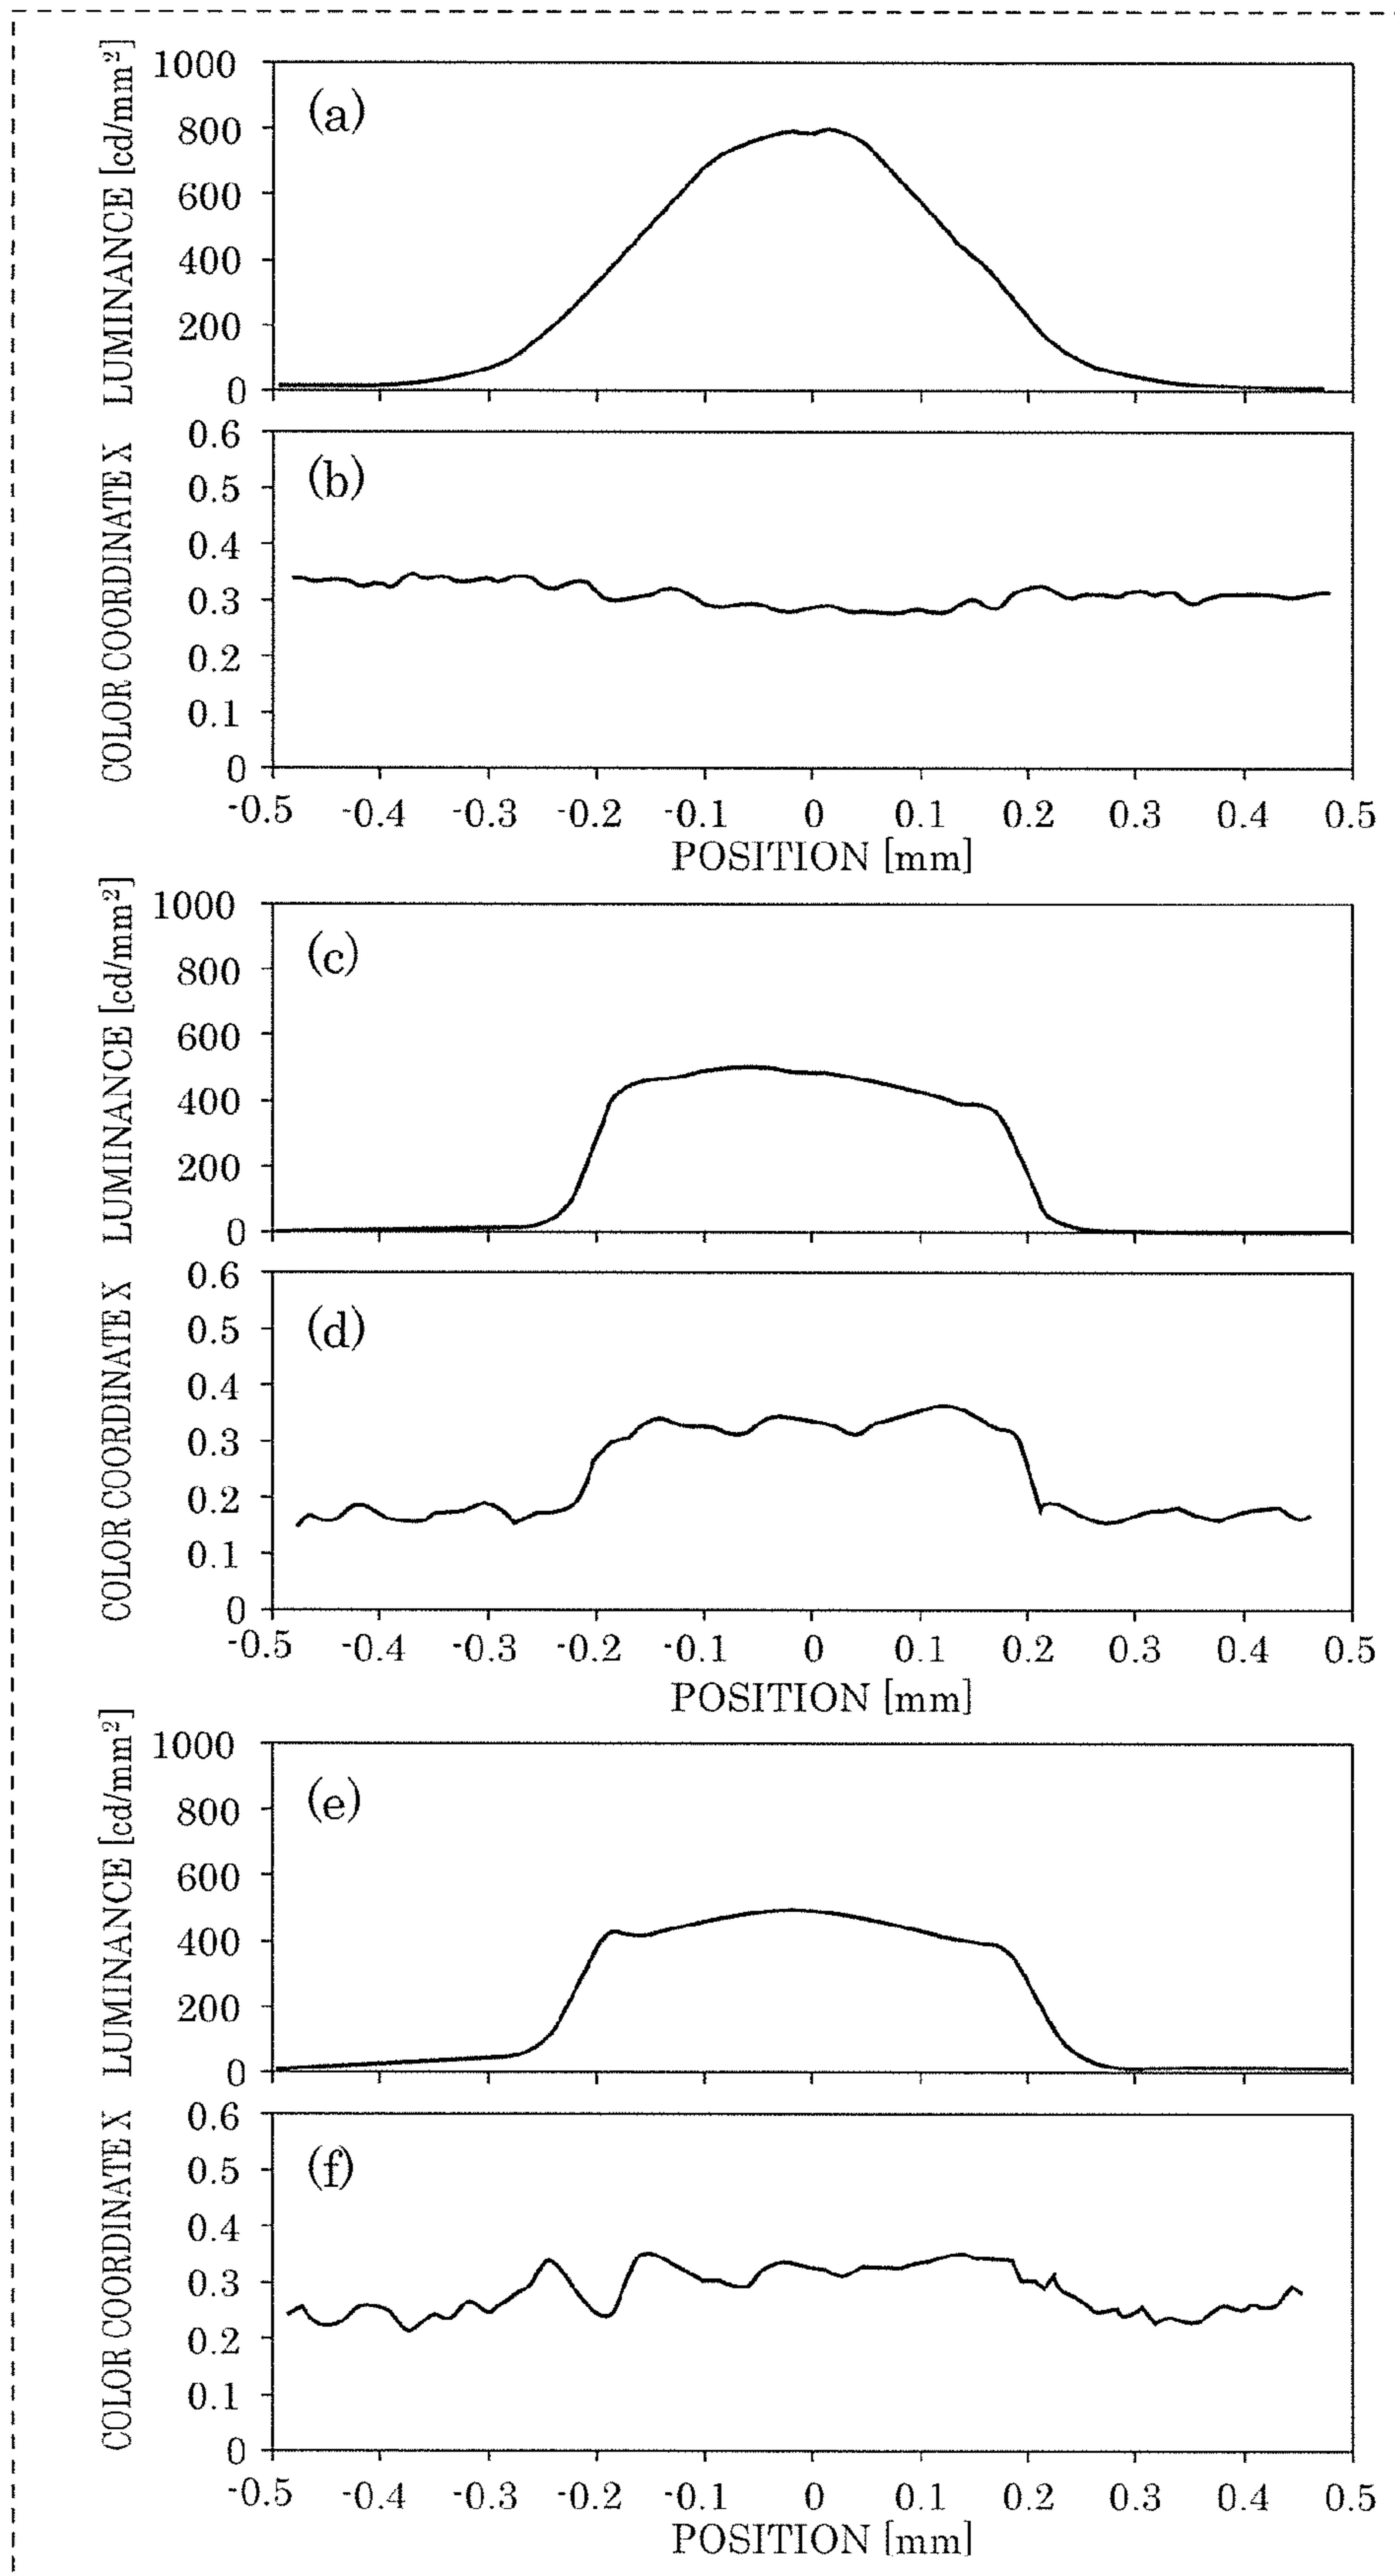 LUMINANCE [cd/mm²]
1000
800
600
400
200
0
(a)
COLOR COORDINATE X
0.6
0.5
0.4
0.3
0.2
0.1
0
(b)
-0.5 -0.4 -0.3 -0.2 -0.1 0 0.1 0.2 0.3 0.4 0.5
POSITION [mm]
LUMINANCE [cd/mm²]
1000
800
600
400
200
0
(c)
COLOR COORDINATE X
0.6
0.5
0.4
0.3
0.2
0.1
0
(d)
-0.5 -0.4 -0.3 -0.2 -0.1 0 0.1 0.2 0.3 0.4 0.5
POSITION [mm]
LUMINANCE [cd/mm²]
1000
800
600
400
200
0
(e)
COLOR COORDINATE X
0.6
0.5
0.4
0.3
0.2
0.1
0
(f)
-0.5 -0.4 -0.3 -0.2 -0.1 0 0.1 0.2 0.3 0.4 0.5
POSITION [mm]